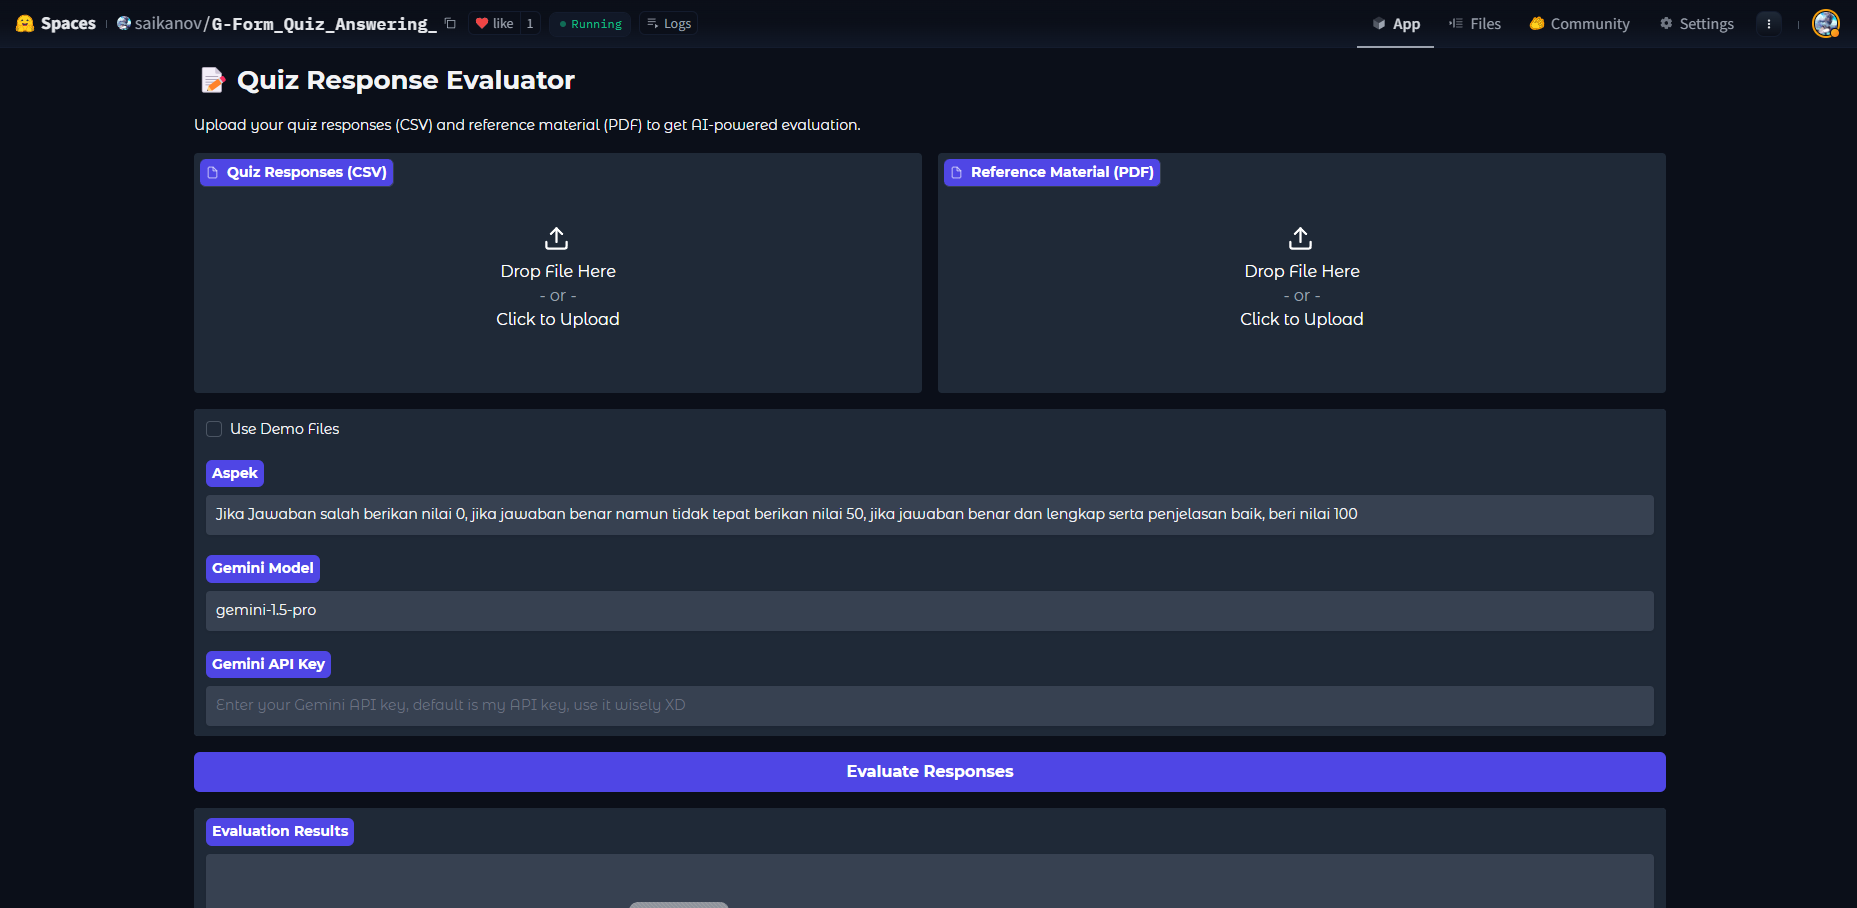 Spaces saikanov/G-Form_Quiz_Answering_ like 1 Running Logs App Files Community Settings
Quiz Response Evaluator
Upload your quiz responses (CSV) and reference material (PDF) to get AI-powered evaluation.
Quiz Responses (CSV)
Drop File Here
- or -
Click to Upload
Reference Material (PDF)
Drop File Here
- or -
Click to Upload
Use Demo Files
Aspek
Jika Jawaban salah berikan nilai 0, jika jawaban benar namun tidak tepat berikan nilai 50, jika jawaban benar dan lengkap serta penjelasan baik, beri nilai 100
Gemini Model
gemini-1.5-pro
Gemini API Key
Enter your Gemini API key, default is my API key, use it wisely XD
Evaluate Responses
Evaluation Results